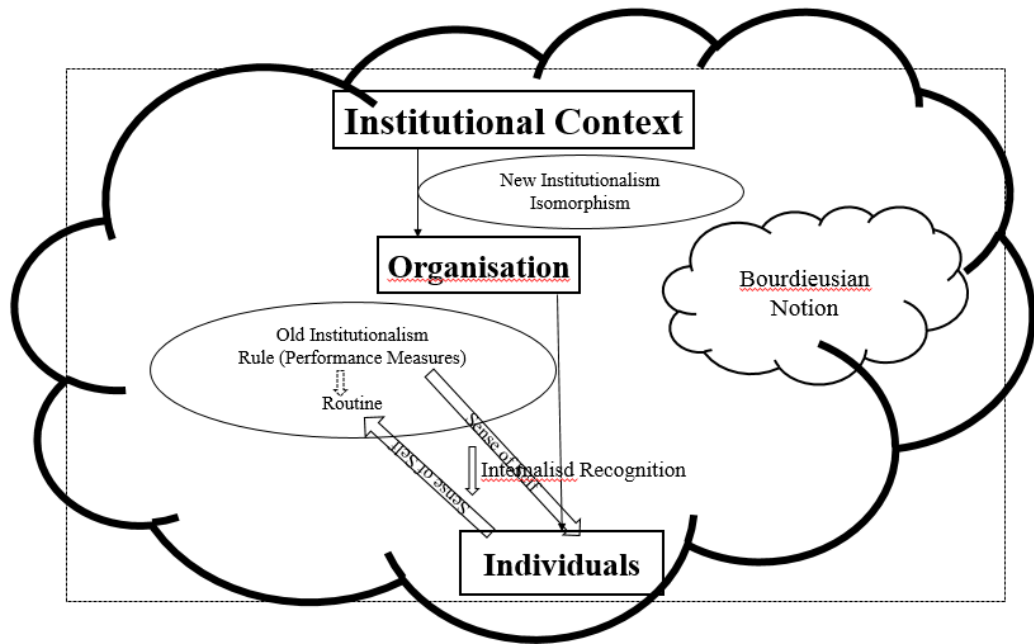 Institutional Context
New Institutionalism
Isomorphism
Organisation
Bourdieusian
Notion
Old Institutionalism
Rule (Performance Measures)
Routine
Sense of Self
Sense of Self
Internalisd Recognition
Individuals